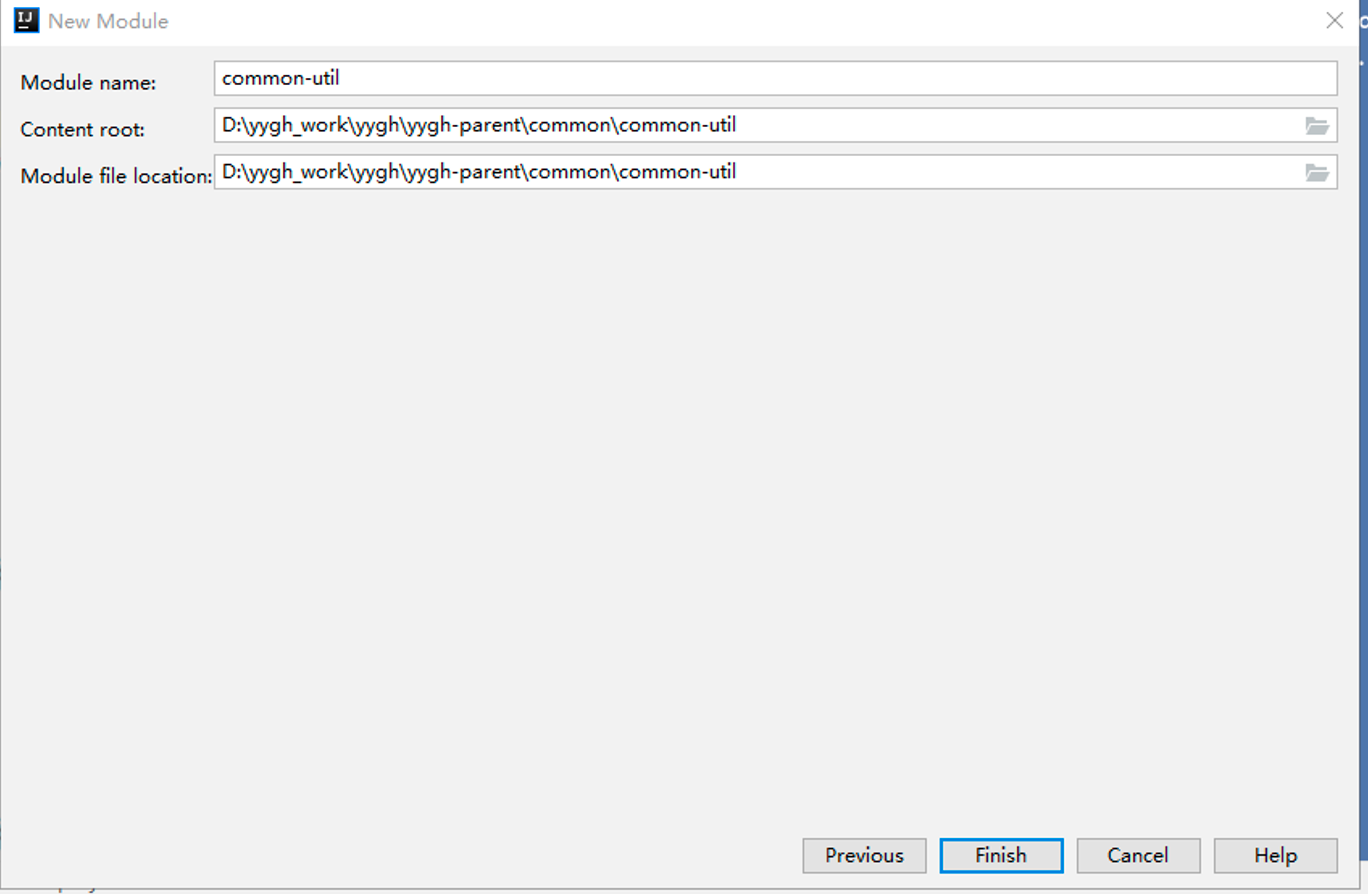 IJ New Module
Module name: common-util
Content root: D:\yygh_work\yygh\yygh-parent\common\common-util
Module file location: D:\yygh_work\yygh\yygh-parent\common\common-util
Previous Finish Cancel Help